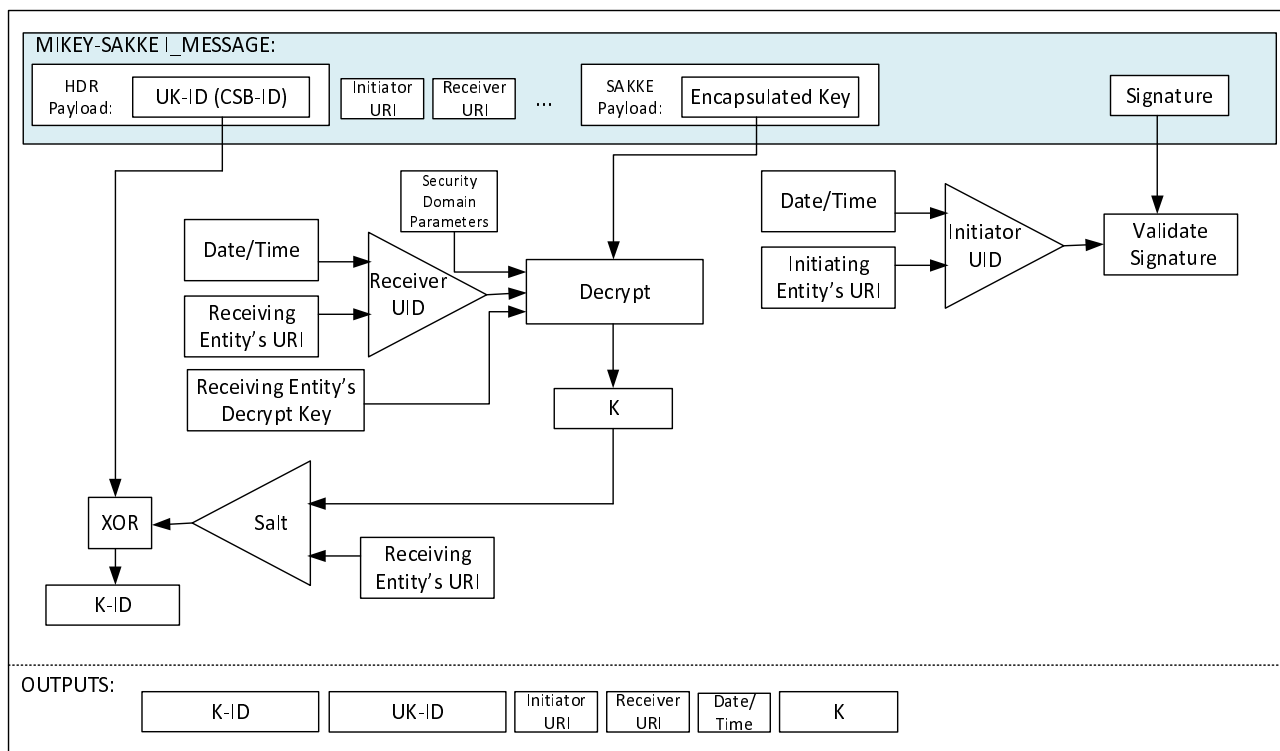 MIKEY-SAKKE I_MESSAGE:
HDR
Payload:
UK-ID (CSB-ID)
Initiator
URI
Receiver
URI
...
SAKKE
Payload:
Encapsulated Key
Signature
Security
Domain
Parameters
Date/Time
Receiving
Entity's URI
Receiver
UID
Receiving Entity's
Decrypt Key
Decrypt
K
Date/Time
Initiating
Entity's URI
Initiator
UID
Validate
Signature
XOR
Salt
Receiving
Entity's URI
K-ID
OUTPUTS:
K-ID
UK-ID
Initiator
URI
Receiver
URI
Date/
Time
K